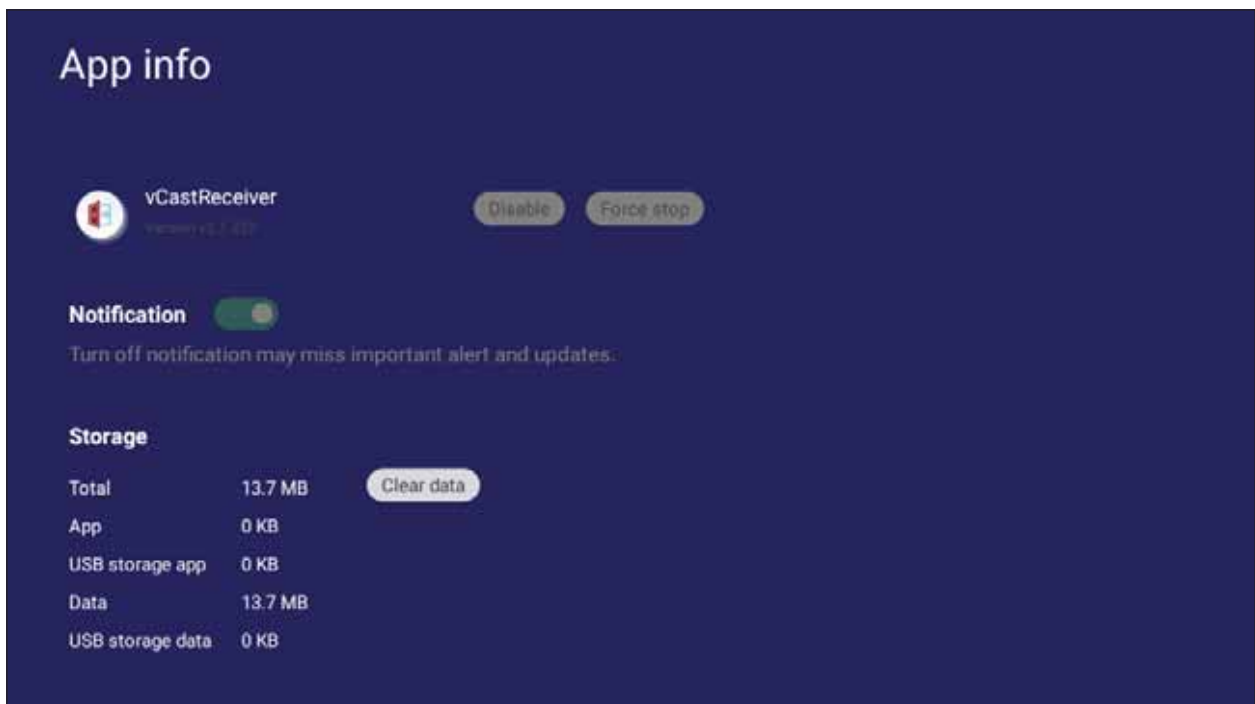 App info
vCastReceiver
Disable
Force stop
Version
Notification
Turn off notification may miss important alert and updates.
Storage
Total 13.7 MB Clear data
App 0 KB
USB storage app 0 KB
Data 13.7 MB
USB storage data 0 KB